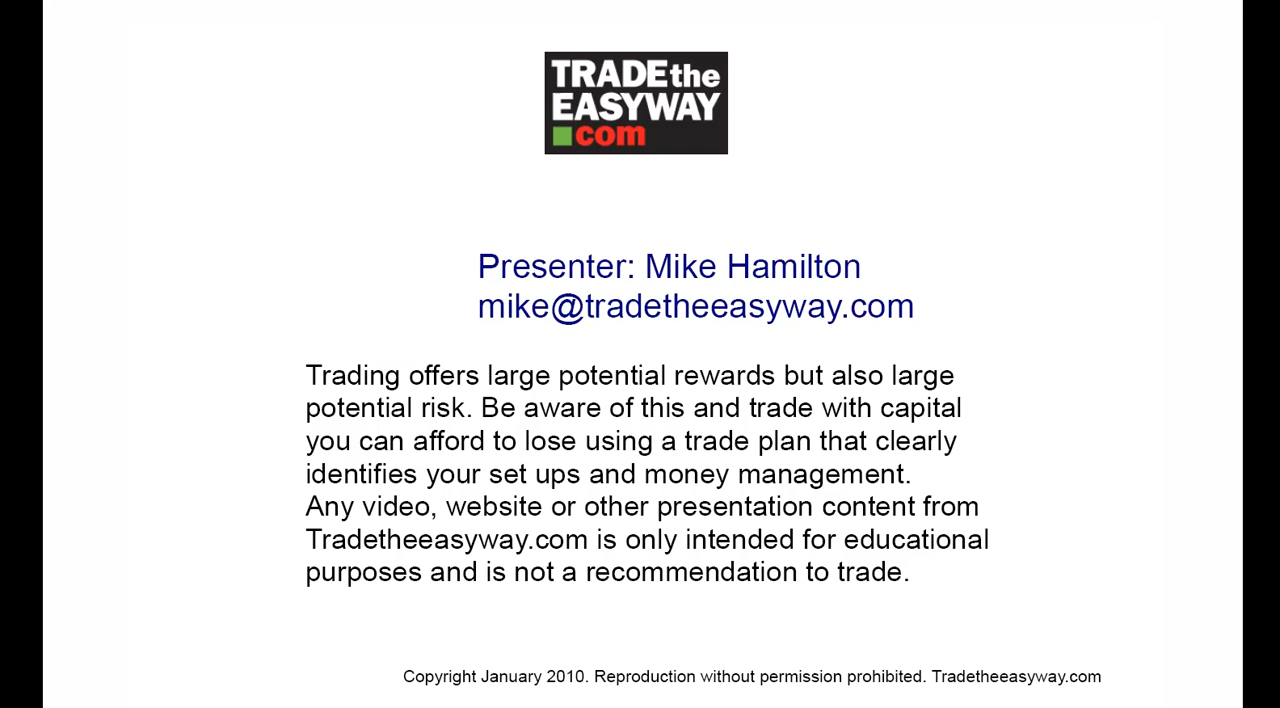 TRADEthe
EASYWAY
com
Presenter: Mike Hamilton
mike@tradetheeasyway.com
Trading offers large potential rewards but also large
potential risk. Be aware of this and trade with capital
you can afford to lose using a trade plan that clearly
identifies your set ups and money management.
Any video, website or other presentation content from
Tradetheeasyway.com is only intended for educational
purposes and is not a recommendation to trade.
Copyright January 2010. Reproduction without permission prohibited. Tradetheeasyway.com